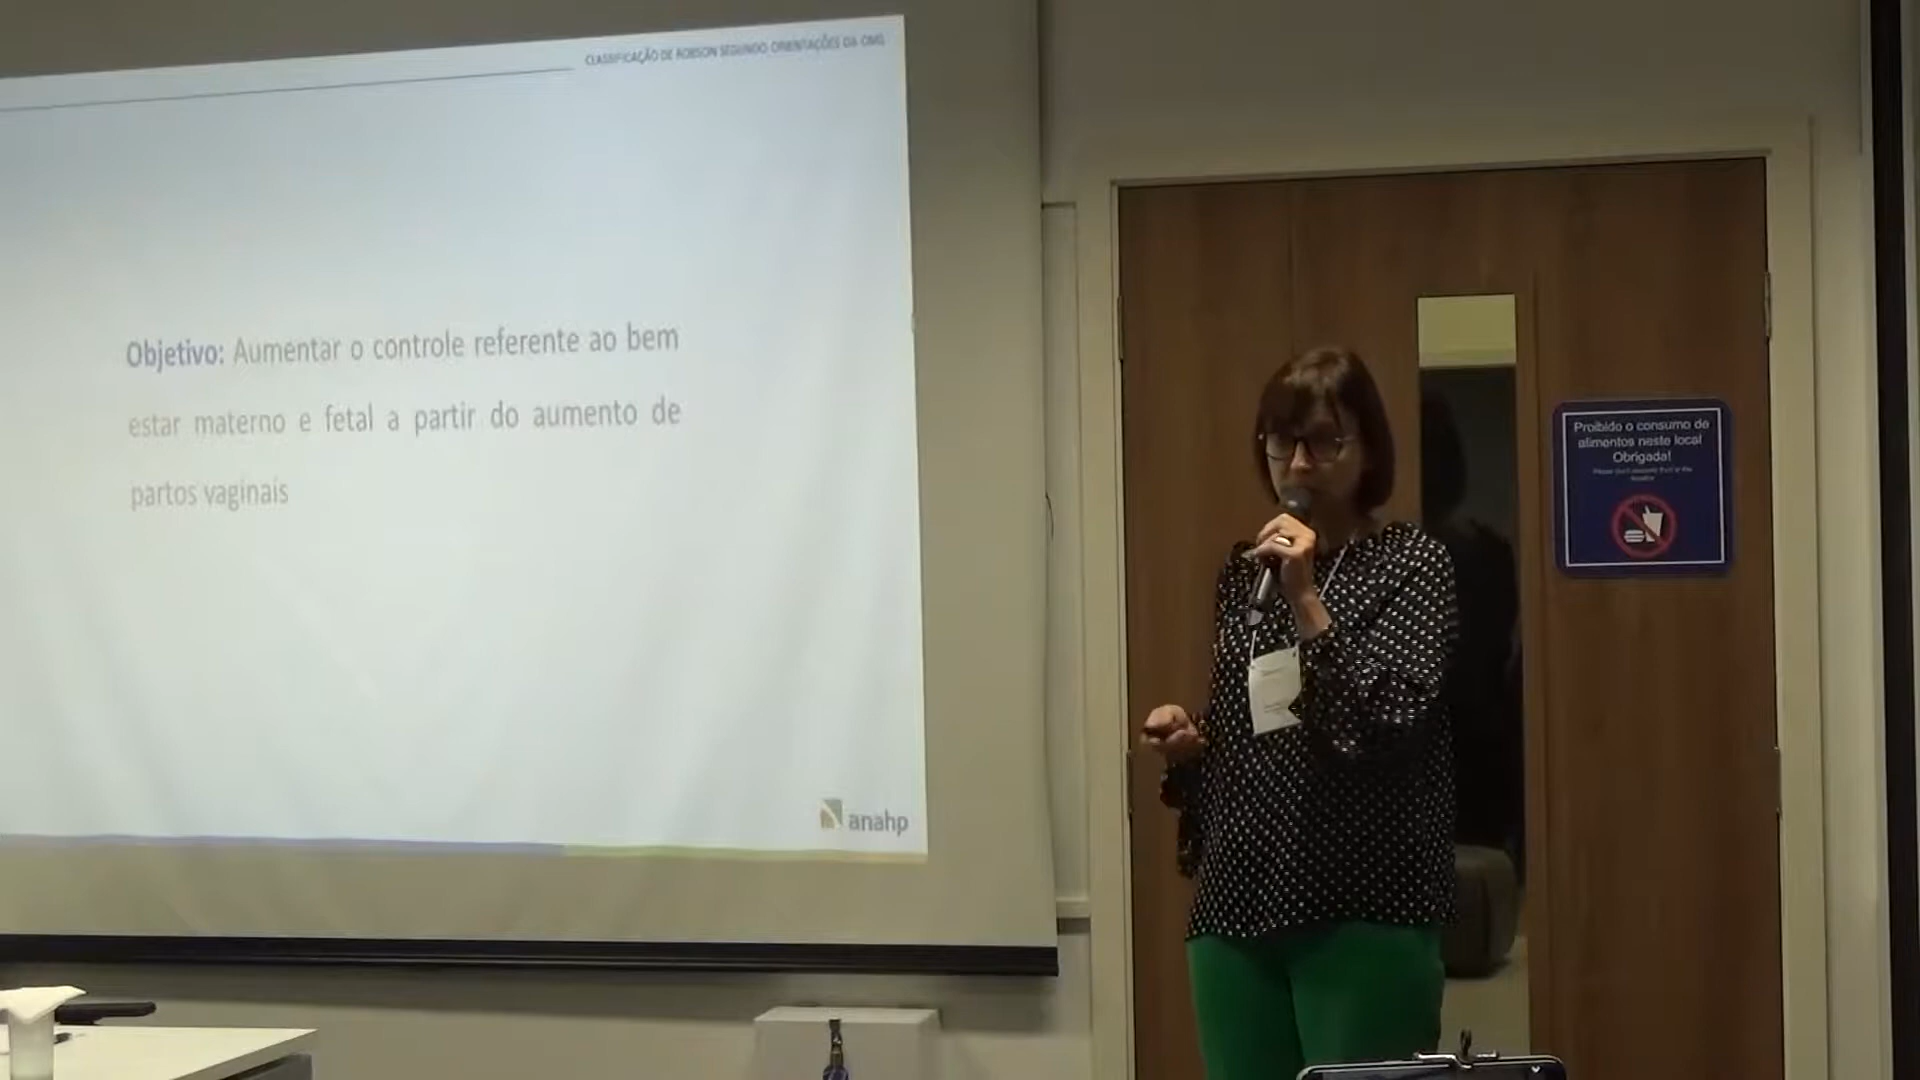 CLASSIFICAÇÃO DE ROBSON SEGUNDO ORIENTAÇÕES DA OMS
Objetivo: Aumentar o controle referente ao bem
estar materno e fetal a partir do aumento de
partos vaginais
anahp
Proibido o consumo de
alimentos neste local
Obrigada!